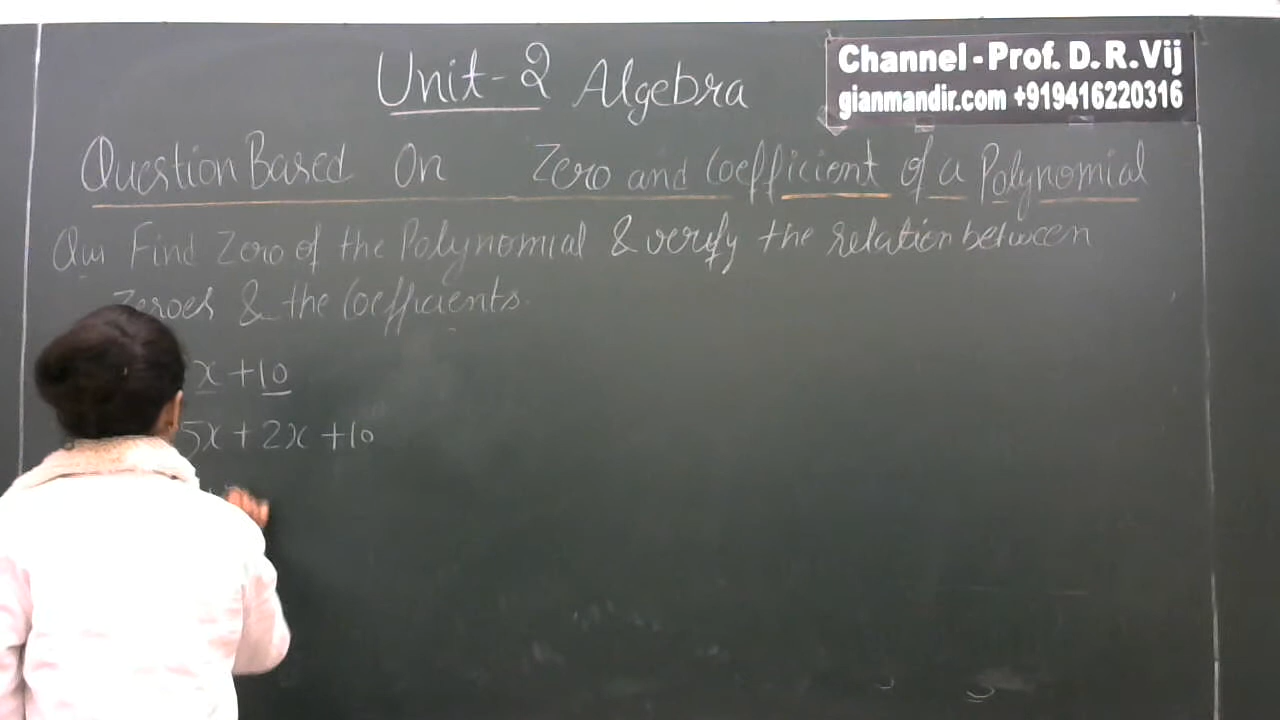 Unit-2 Algebra
Channel - Prof. D. R. Vij
gianmandir.com +919416220316
Question Based On Zero and Coefficient of a Polynomial
Que Find Zero of the Polynomial & verify the relation between
Zeroes & the Coefficients.
x + 10
5x + 2x + 10